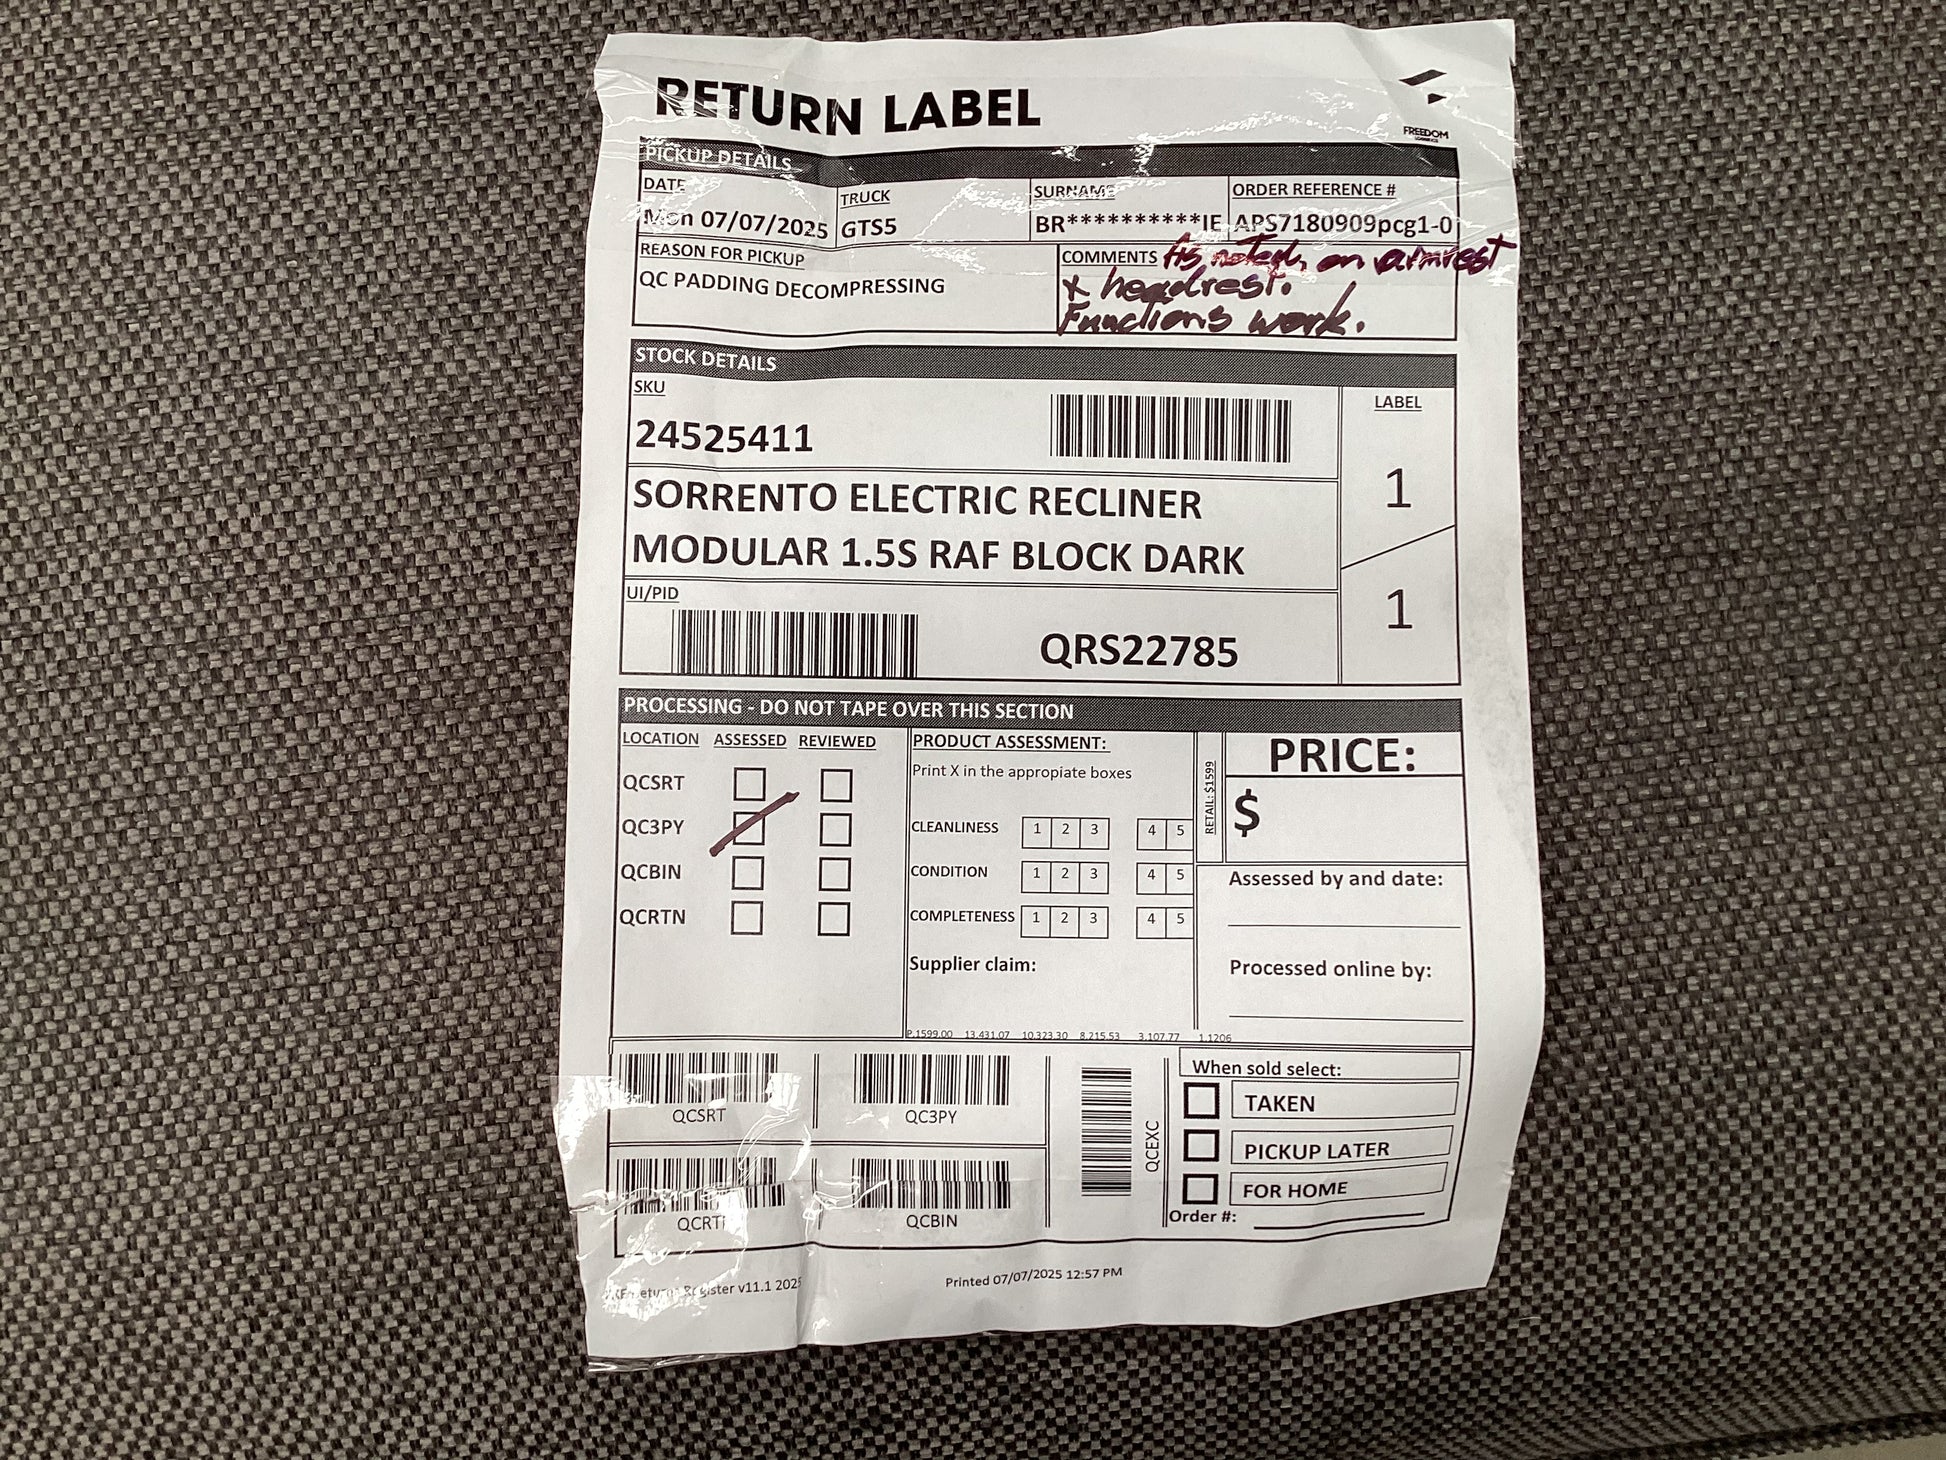 RETURN LABEL
FREEDOM
LOGISTICS
PICKUP DETAILS
DATE TRUCK SURNAME ORDER REFERENCE #
Mon 07/07/2025 GTS5 BR**********IE APS7180909pcg1-0
REASON FOR PICKUP COMMENTS As noted, on armrest
QC PADDING DECOMPRESSING x headrest.
Functions work.
STOCK DETAILS
SKU LABEL
24525411
SORRENTO ELECTRIC RECLINER 1
MODULAR 1.5S RAF BLOCK DARK
UI/PID 1
QRS22785
PROCESSING - DO NOT TAPE OVER THIS SECTION
LOCATION ASSESSED REVIEWED
QCSRT
QC3PY
QCBIN
QCRTN
PRODUCT ASSESSMENT:
Print X in the appropiate boxes
CLEANLINESS 1 2 3 4 5
CONDITION 1 2 3 4 5
COMPLETENESS 1 2 3 4 5
Supplier claim:
P.1599.00 13.431.07 10.323.30 8.215.53 3.107.77 1.1206
RETAIL: $1599
PRICE:
$
Assessed by and date:
Processed online by:
QCSRT QC3PY
QCRT QCBIN
QCEXC
When sold select:
TAKEN
PICKUP LATER
FOR HOME
Order #:
Register v11.1 2025 Printed 07/07/2025 12:57 PM